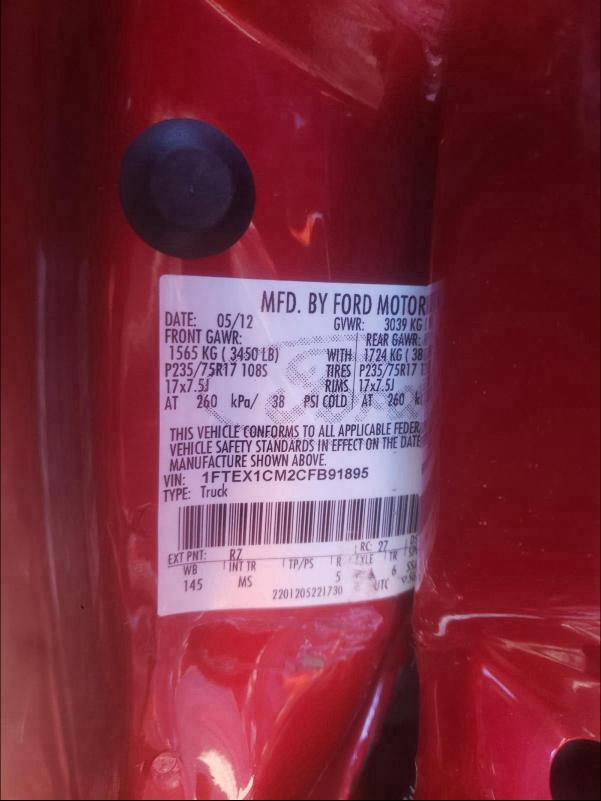 MFD. BY FORD MOTOR
DATE: 05/12 GVWR: 3039 KG
FRONT GAWR: REAR GAWR:
1565 KG ( 3450 LB) WITH 1724 KG ( 38
P235/75R17 108S TIRES P235/75R17 10
17x7.5J RIMS 17x7.5J
AT 260 kPa/ 38 PSI COLD AT 260 k
THIS VEHICLE CONFORMS TO ALL APPLICABLE FEDER
VEHICLE SAFETY STANDARDS IN EFFECT ON THE DATE
MANUFACTURE SHOWN ABOVE.
VIN: 1FTEX1CM2CFB91895
TYPE: Truck
EXT PNT: RZ RC: 27
WB INT TR TP/PS R AXLE TR
145 MS 5 6
2201205221730 UTC